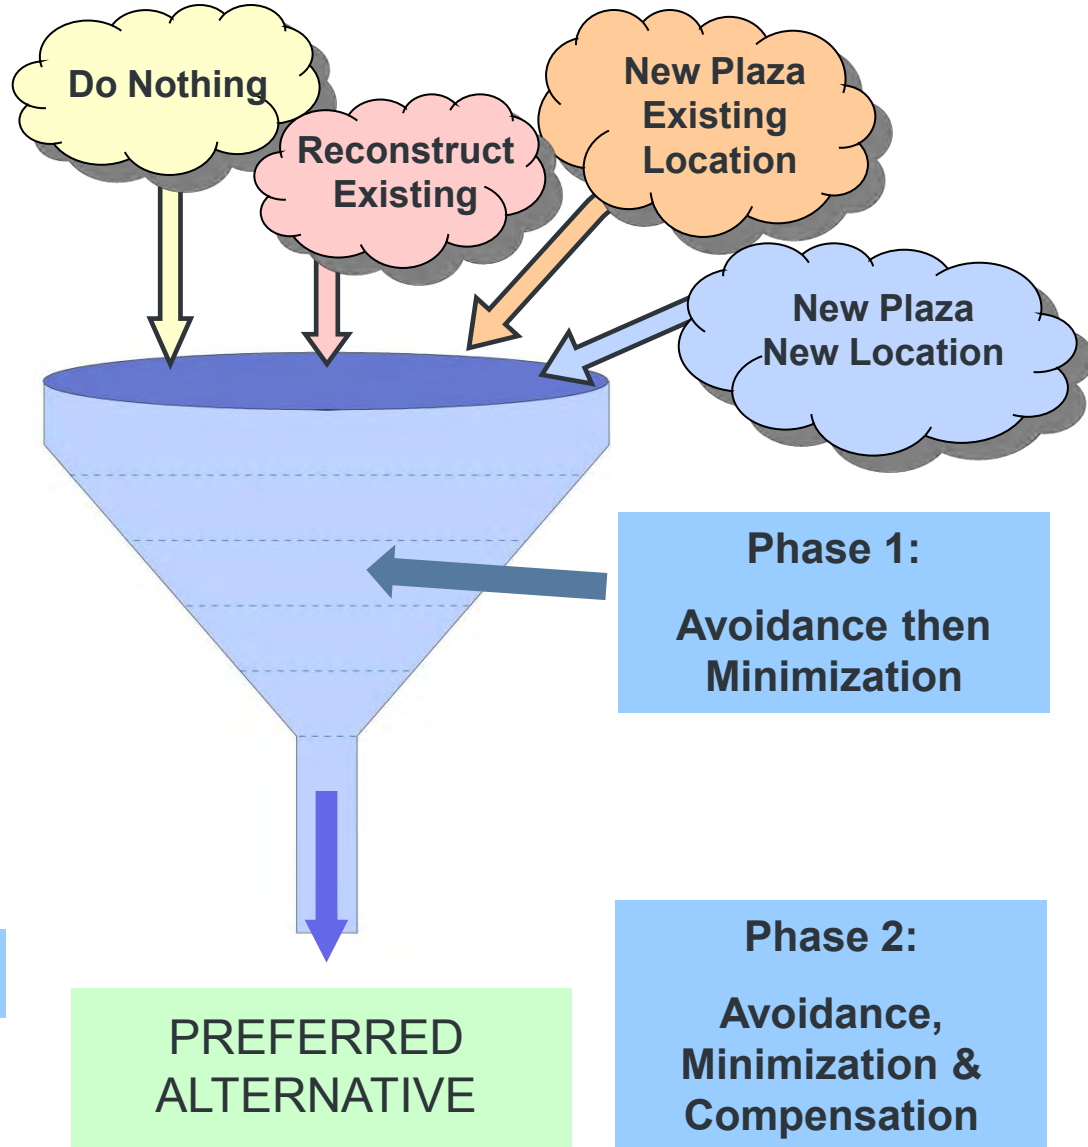 Do Nothing
Reconstruct
Existing
New Plaza
Existing
Location
New Plaza
New Location
Phase 1:
Avoidance then
Minimization
Phase 2:
Avoidance,
Minimization &
Compensation
PREFERRED
ALTERNATIVE